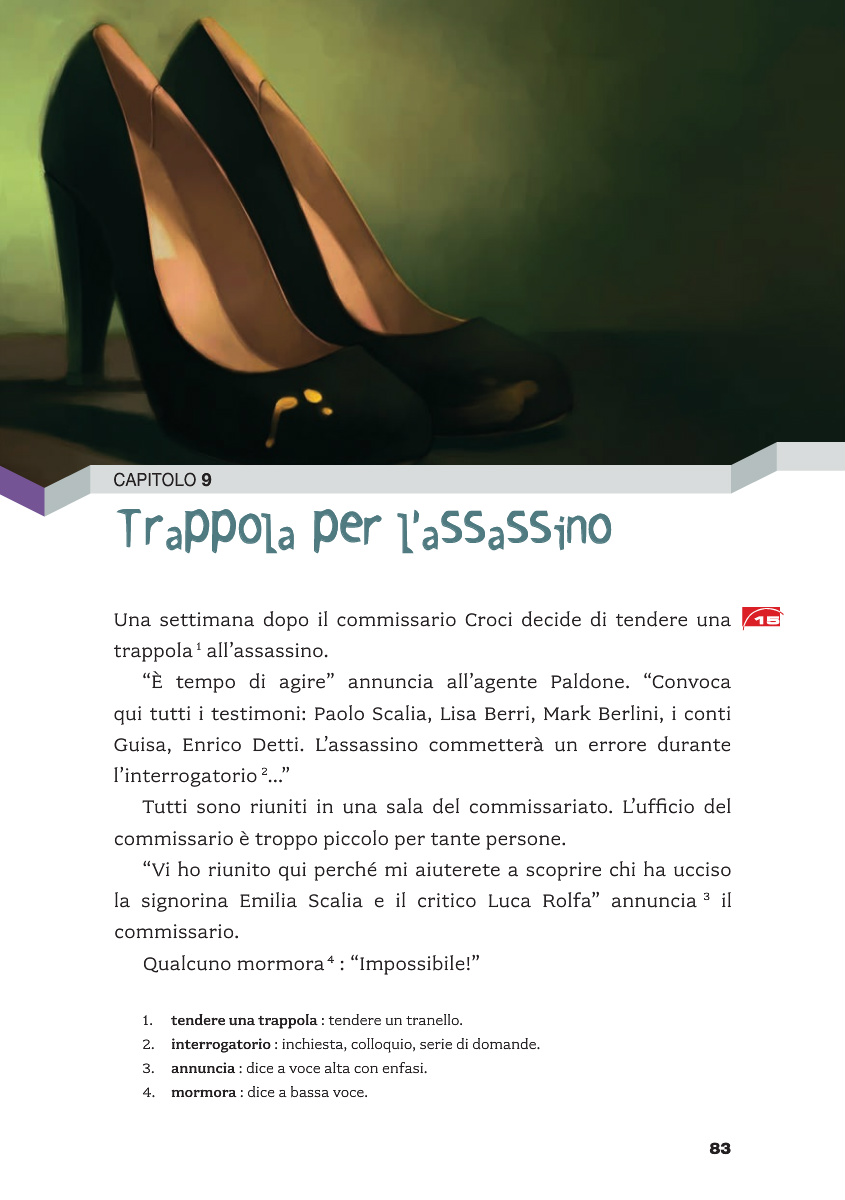 CAPITOLO 9
Trappola per l'assassino
Una settimana dopo il commissario Croci decide di tendere una
15
trappola 1 all’assassino.
“È tempo di agire” annuncia all’agente Paldone. “Convoca
qui tutti i testimoni: Paolo Scalia, Lisa Berri, Mark Berlini, i conti
Guisa, Enrico Detti. L’assassino commetterà un errore durante
l’interrogatorio 2...”
Tutti sono riuniti in una sala del commissariato. L’ufficio del
commissario è troppo piccolo per tante persone.
“Vi ho riunito qui perché mi aiuterete a scoprire chi ha ucciso
la signorina Emilia Scalia e il critico Luca Rolfa” annuncia 3 il
commissario.
Qualcuno mormora 4 : “Impossibile!”
1. tendere una trappola : tendere un tranello.
2. interrogatorio : inchiesta, colloquio, serie di domande.
3. annuncia : dice a voce alta con enfasi.
4. mormora : dice a bassa voce.
83